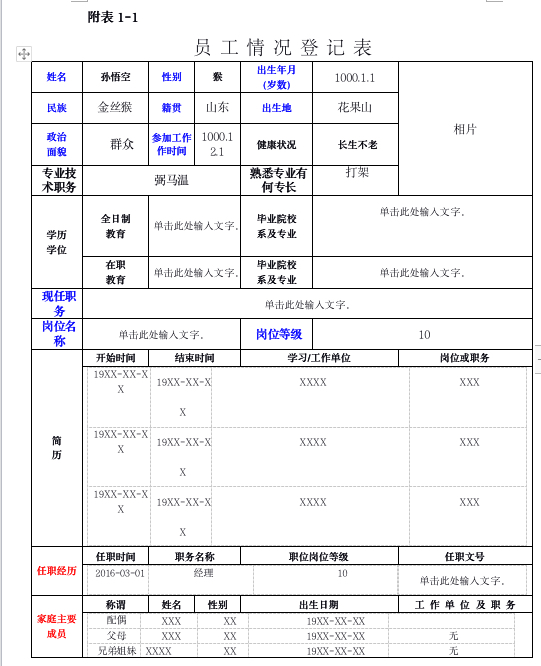 附表 1-1
员 工 情 况 登 记 表
姓名 孙悟空 性别 猴 出生年月
(岁数) 1000.1.1
相片
民族 金丝猴 籍贯 山东 出生地 花果山
政治
面貌 群众 参加工作
作时间 1000.1
2.1 健康状况 长生不老
专业技
术职务 弼马温 熟悉专业有
何专长 打架
学历
学位 全日制
教育 单击此处输入文字. 毕业院校
系及专业 单击此处输入文字.
在职
教育 单击此处输入文字. 毕业院校
系及专业 单击此处输入文字.
现任职
务 单击此处输入文字.
岗位名
称 单击此处输入文字. 岗位等级 10
简
历
开始时间 结束时间 学习/工作单位 岗位或职务
19XX-XX-X
X 19XX-XX-X
X XXXX XXX
19XX-XX-X
X 19XX-XX-X
X XXXX XXX
19XX-XX-X
X 19XX-XX-X
X XXXX XXX
任职经历 任职时间 职务名称 职位岗位等级 任职文号
2016-03-01 经理 10 单击此处输入文字.
家庭主要
成员
称谓 姓名 性别 出生日期 工 作 单 位 及 职 务
配偶 XXX XX 19XX-XX-XX
父母 XXX XX 19XX-XX-XX 无
兄弟姐妹 XXXX XX 19XX-XX-XX 无